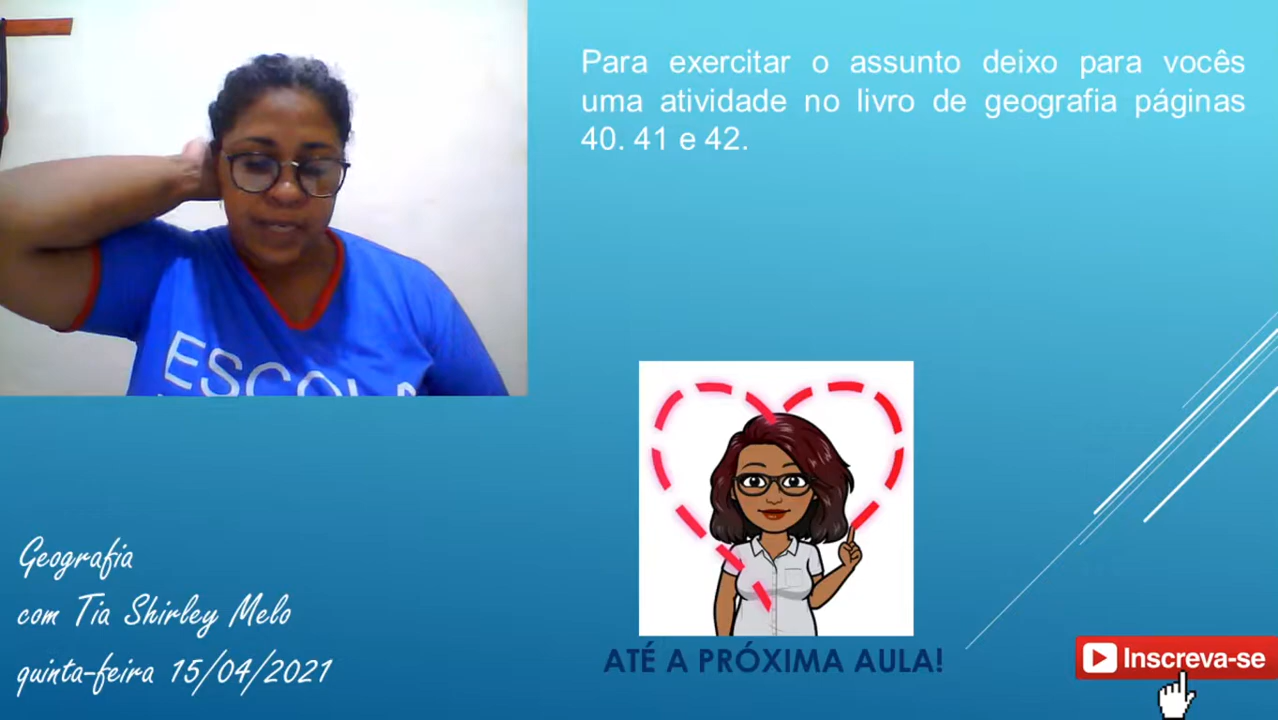 Para exercitar o assunto deixo para vocês
uma atividade no livro de geografia páginas
40. 41 e 42.
ESCOLA
Geografia
com Tia Shirley Melo
quinta-feira 15/04/2021
ATÉ A PRÓXIMA AULA!
Inscreva-se